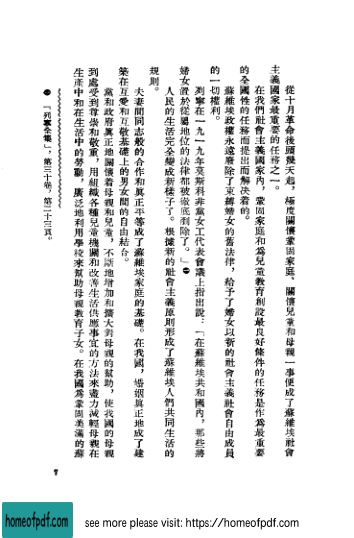 從十月革命後頭幾天起，極度關懷鞏固家庭、關懷兒童和母親一事便成了蘇維埃社會
主義國家最重要的任務之一。
在我們社會主義國家內，鞏固家庭和為兒童教育創設最良好條件的任務是作為最重要
的全國性的任務而提出而解決着的。
蘇維埃政權永遠廢除了束縛婦女的舊法律，給予了婦女以新的社會主義社會自由成員
的一切權利。
列寧在一九一九年莫斯科非黨女工代表會議上指出說：「在蘇維埃共和國內，那些將
婦女置於從屬地位的法律都被徹底剷除了。」
人民的生活完全變成新樣子了。根據新的社會主義原則形成了蘇維埃人們共同生活的
規則。
夫妻間同志般的合作和真正平等成了蘇維埃家庭的基礎。在我國，婚姻真正地成了建
築在互愛和互敬基礎上的男女間的自由結合。
黨和政府真正地關懷着母親和兒童，不斷地增加和擴大對母親的幫助，使我國的母親
到處受到尊崇和敬重，用組織各種兒童機關和改善生活供應事宜的方法來盡力減輕母親在
生產中和在生活中的勞動，廣泛地利用學校來幫助母親教育子女。在我國為鞏固美滿的蘇
「列寧全集」，第三十卷，第二十三頁。
homeofpdf.com
see more please visit: https://homeofpdf.com